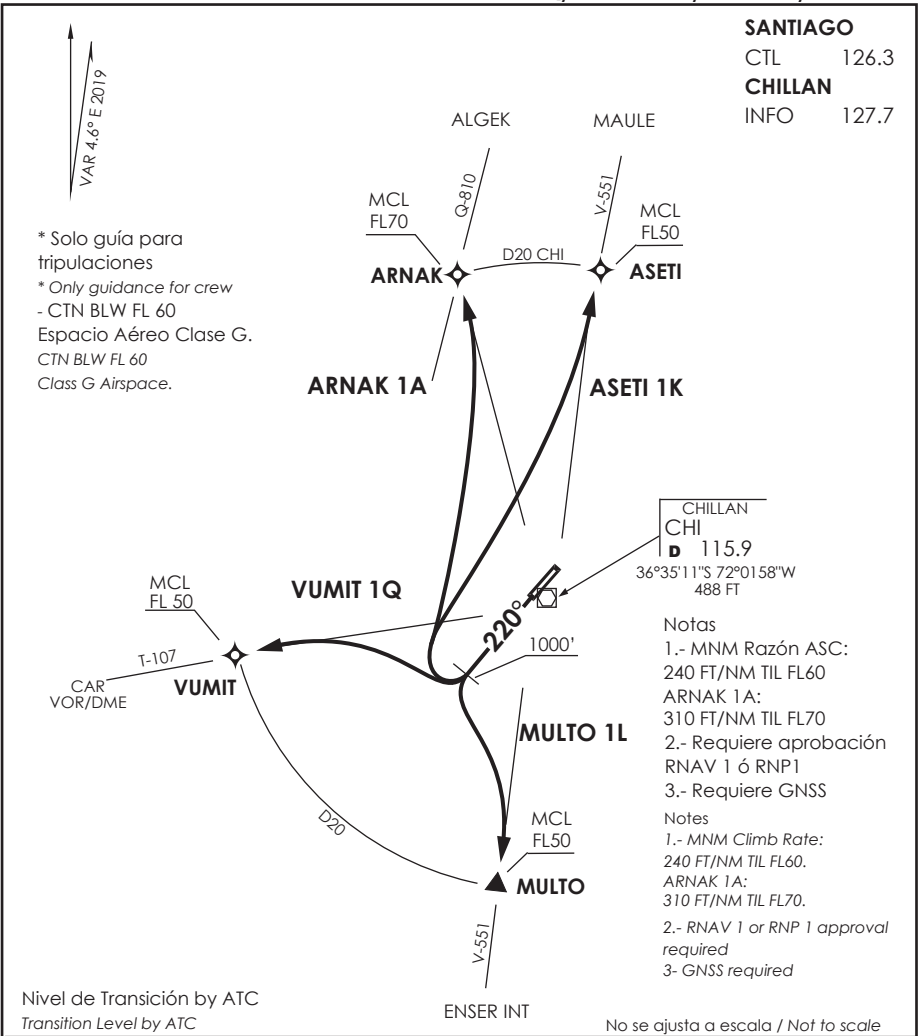 SANTIAGO
CTL 126.3
CHILLAN
INFO 127.7
VAR 4.6° E 2019
* Solo guía para
tripulaciones
* Only guidance for crew
- CTN BLW FL 60
Espacio Aéreo Clase G.
CTN BLW FL 60
Class G Airspace.
ALGEK
MAULE
Q-810
V-551
MCL
FL70
MCL
FL50
D20 CHI
ARNAK
ASETI
ARNAK 1A
ASETI 1K
CHILLAN
CHI
D 115.9
36°35'11"S 72°0158"W
488 FT
VUMIT 1Q
220°
1000'
MCL
FL 50
T-107
CAR
VOR/DME
VUMIT
MULTO 1L
D20
MCL
FL50
MULTO
V-551
ENSER INT
Notas
1.- MNM Razón ASC:
240 FT/NM TIL FL60
ARNAK 1A:
310 FT/NM TIL FL70
2.- Requiere aprobación
RNAV 1 ó RNP1
3.- Requiere GNSS
Notes
1.- MNM Climb Rate:
240 FT/NM TIL FL60.
ARNAK 1A:
310 FT/NM TIL FL70.
2.- RNAV 1 or RNP 1 approval
required
3- GNSS required
Nivel de Transición by ATC
Transition Level by ATC
No se ajusta a escala / Not to scale